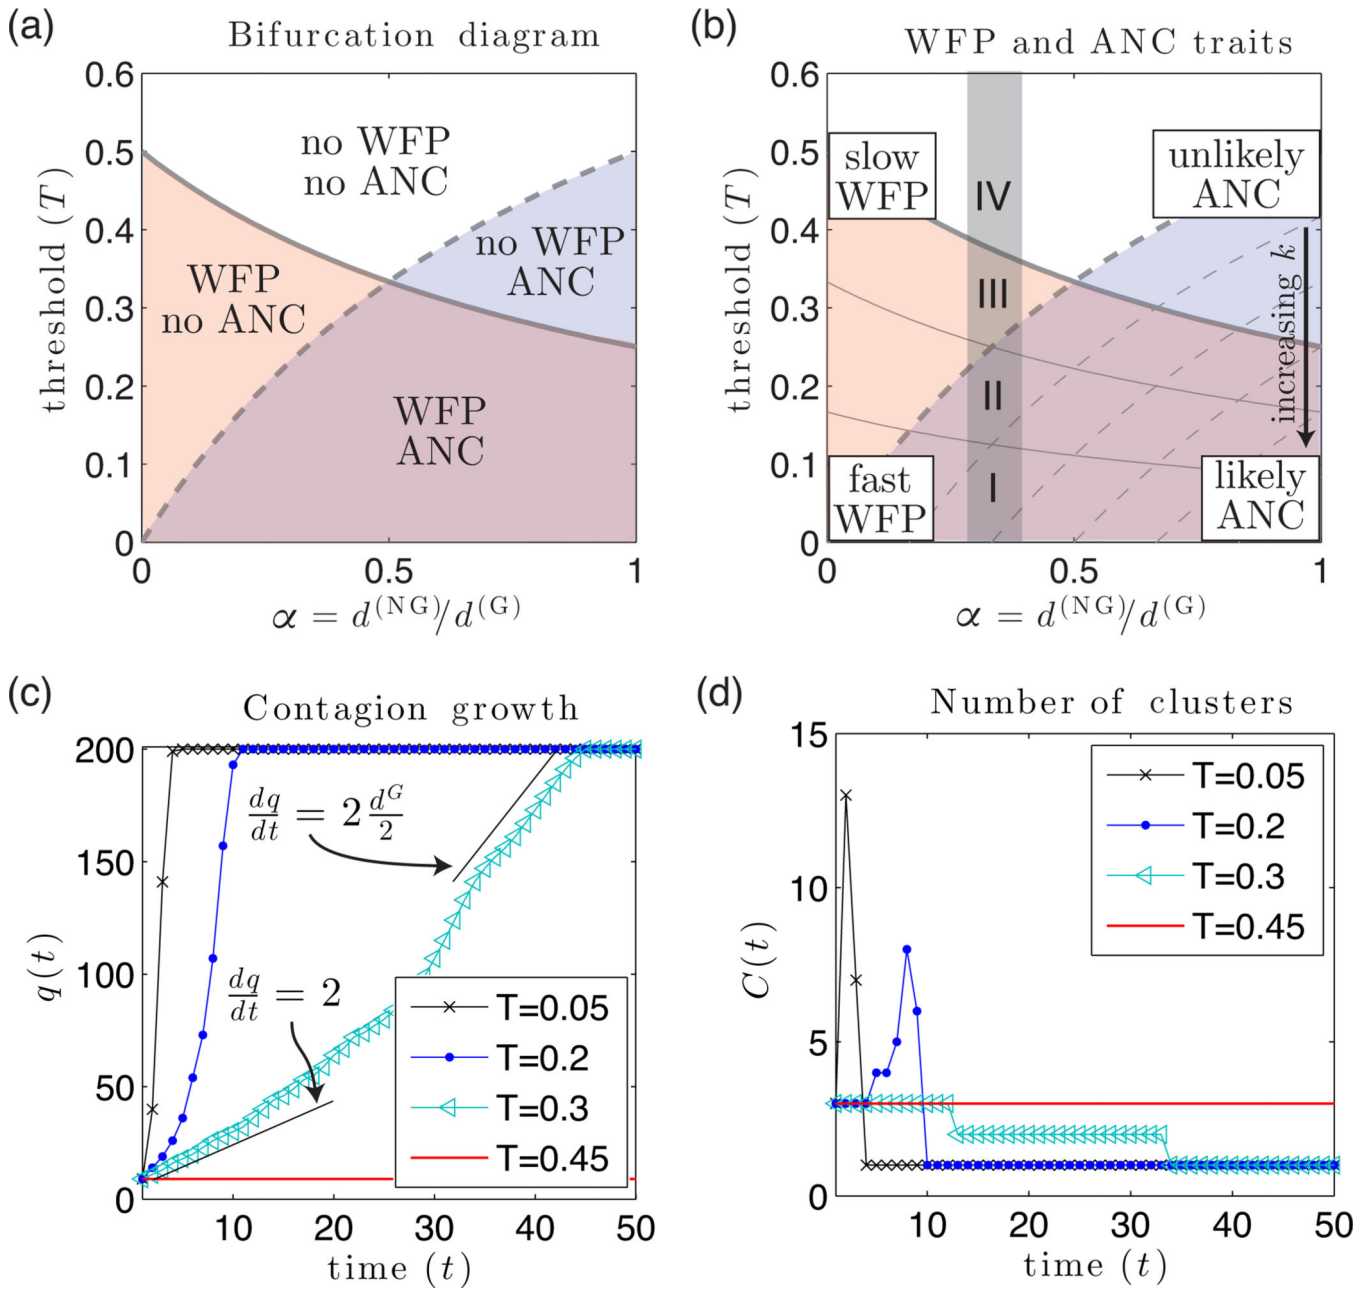 (a)
Bifurcation diagram
0.6
0.5
0.4
0.3
0.2
0.1
0
threshold (T)
no WFP
no ANC
WFP
no ANC
no WFP
ANC
WFP
ANC
0
0.5
1
α = d^(NG)/d^(G)
(b)
WFP and ANC traits
0.6
0.5
0.4
0.3
0.2
0.1
0
threshold (T)
slow
WFP
unlikely
ANC
IV
III
II
I
increasing k
fast
WFP
likely
ANC
0
0.5
1
α = d^(NG)/d^(G)
(c)
Contagion growth
200
150
100
50
0
q(t)
dq/dt = 2 d^G/2
dq/dt = 2
T=0.05
T=0.2
T=0.3
T=0.45
10
20
30
40
50
time (t)
(d)
Number of clusters
15
10
5
0
C(t)
T=0.05
T=0.2
T=0.3
T=0.45
10
20
30
40
50
time (t)